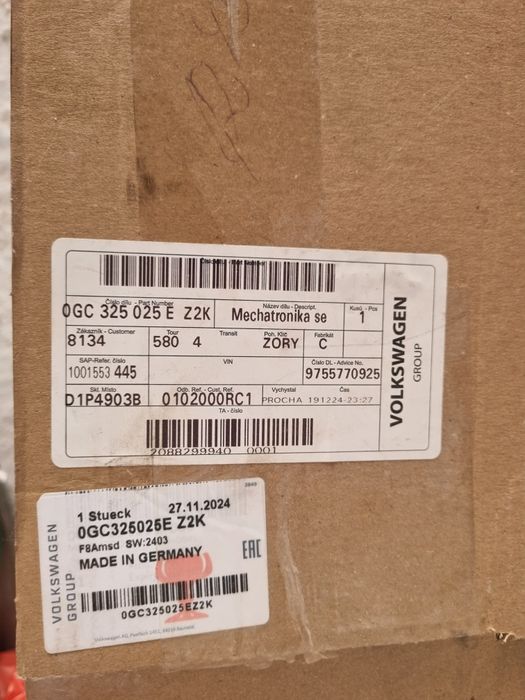 Číslo dílu - Part Number
Název dílu - Descript.
Kusů - Pcs
0GC 325 025 E Z2K
Mechatronika se
1
Zákazník - Customer
Tour
Transit
Poh. Klíč
Fabrikát
8134
580 4
ZORY
C
SAP-Refer. číslo
VIN
Číslo DL - Advice No.
1001553 445
9755770925
Skl. Místo
Odb. Ref. - Cust. Ref.
Vychystal
Čas
D1P4903B
0102000RC1
PROCHA 191224-23:27
TA - číslo
2088299940 0001
VOLKSWAGEN
GROUP
1 Stueck 27.11.2024
0GC325025E Z2K
F8Amsd SW:2403
MADE IN GERMANY
EAC
0GC325025EZ2K
VOLKSWAGEN
GROUP